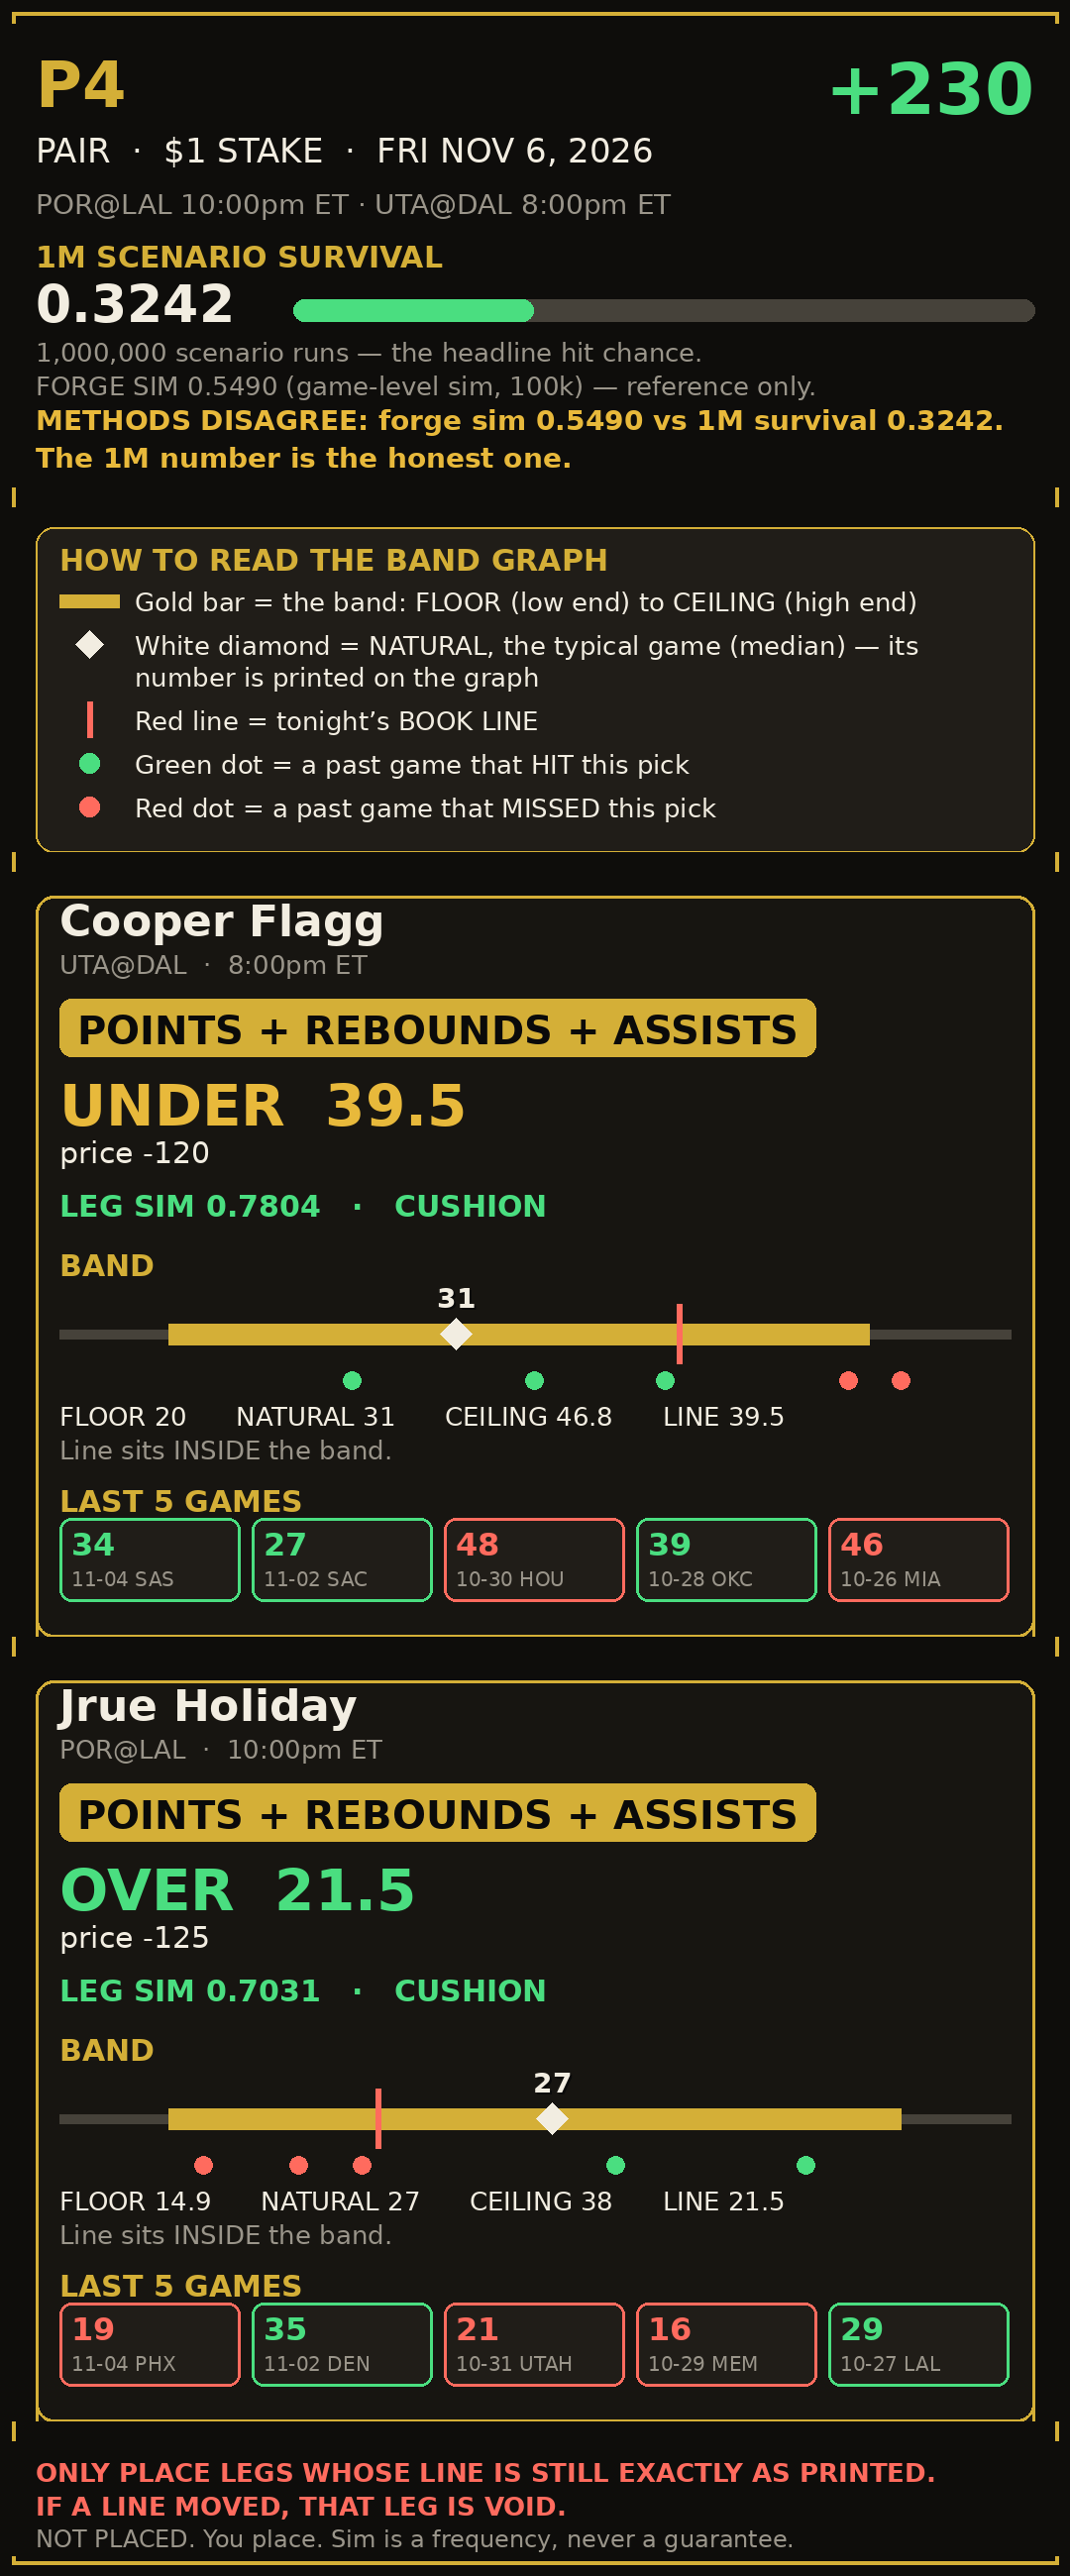 P4
+230
PAIR · $1 STAKE · FRI NOV 6, 2026
POR@LAL 10:00pm ET · UTA@DAL 8:00pm ET
1M SCENARIO SURVIVAL
0.3242
1,000,000 scenario runs — the headline hit chance.
FORGE SIM 0.5490 (game-level sim, 100k) — reference only.
METHODS DISAGREE: forge sim 0.5490 vs 1M survival 0.3242.
The 1M number is the honest one.
HOW TO READ THE BAND GRAPH
Gold bar = the band: FLOOR (low end) to CEILING (high end)
White diamond = NATURAL, the typical game (median) — its
number is printed on the graph
Red line = tonight’s BOOK LINE
Green dot = a past game that HIT this pick
Red dot = a past game that MISSED this pick
Cooper Flagg
UTA@DAL · 8:00pm ET
POINTS + REBOUNDS + ASSISTS
UNDER 39.5
price -120
LEG SIM 0.7804 · CUSHION
BAND
31
FLOOR 20 NATURAL 31 CEILING 46.8 LINE 39.5
Line sits INSIDE the band.
LAST 5 GAMES
34 27 48 39 46
11-04 SAS 11-02 SAC 10-30 HOU 10-28 OKC 10-26 MIA
Jrue Holiday
POR@LAL · 10:00pm ET
POINTS + REBOUNDS + ASSISTS
OVER 21.5
price -125
LEG SIM 0.7031 · CUSHION
BAND
27
FLOOR 14.9 NATURAL 27 CEILING 38 LINE 21.5
Line sits INSIDE the band.
LAST 5 GAMES
19 35 21 16 29
11-04 PHX 11-02 DEN 10-31 UTAH 10-29 MEM 10-27 LAL
ONLY PLACE LEGS WHOSE LINE IS STILL EXACTLY AS PRINTED.
IF A LINE MOVED, THAT LEG IS VOID.
NOT PLACED. You place. Sim is a frequency, never a guarantee.